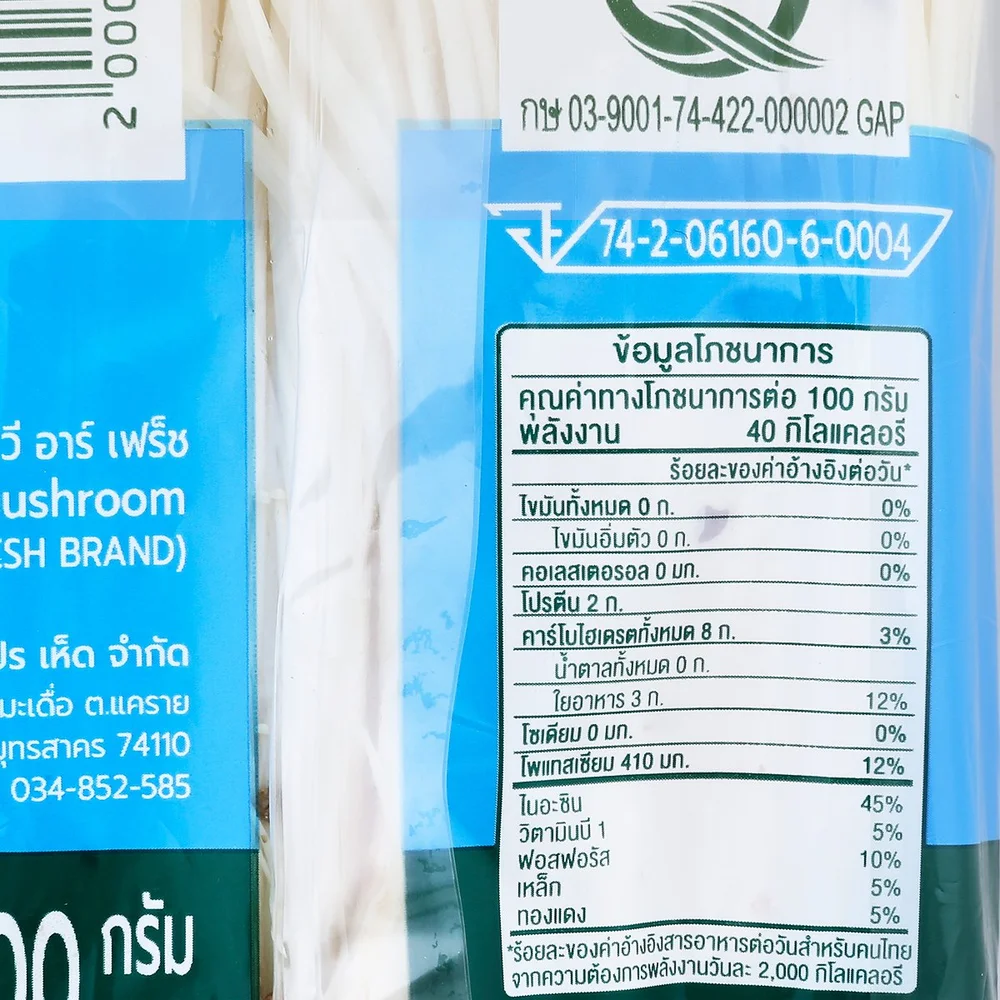 2 000
กษ 03-9001-74-422-000002 GAP
74-2-06160-6-0004
วี อาร์ เฟร็ช
ushroom
ESH BRAND)
เห็ด จำกัด
มะเดื่อ ต.แคราย
74110
034-852-585
00 กรัม
ข้อมูลโภชนาการ
คุณค่าทางโภชนาการต่อ 100 กรัม
พลังงาน 40 กิโลแคลอรี
ร้อยละของค่าอ้างอิงต่อวัน*
ไขมันทั้งหมด 0 ก. 0%
ไขมันอิ่มตัว 0 ก. 0%
คอเลสเตอรอล 0 มก. 0%
โปรตีน 2 ก.
คาร์โบไฮเดรตทั้งหมด 8 ก. 3%
น้ำตาลทั้งหมด 0 ก.
ใยอาหาร 3 ก. 12%
โซเดียม 0 มก. 0%
โพแทสเซียม 410 มก. 12%
ไนอะซิน 45%
วิตามินบี 1 5%
ฟอสฟอรัส 10%
เหล็ก 5%
ทองแดง 5%
*ร้อยละของค่าอ้างอิงสารอาหารต่อวันสำหรับคนไทย
จากความต้องการพลังงานวันละ 2,000 กิโลแคลอรี